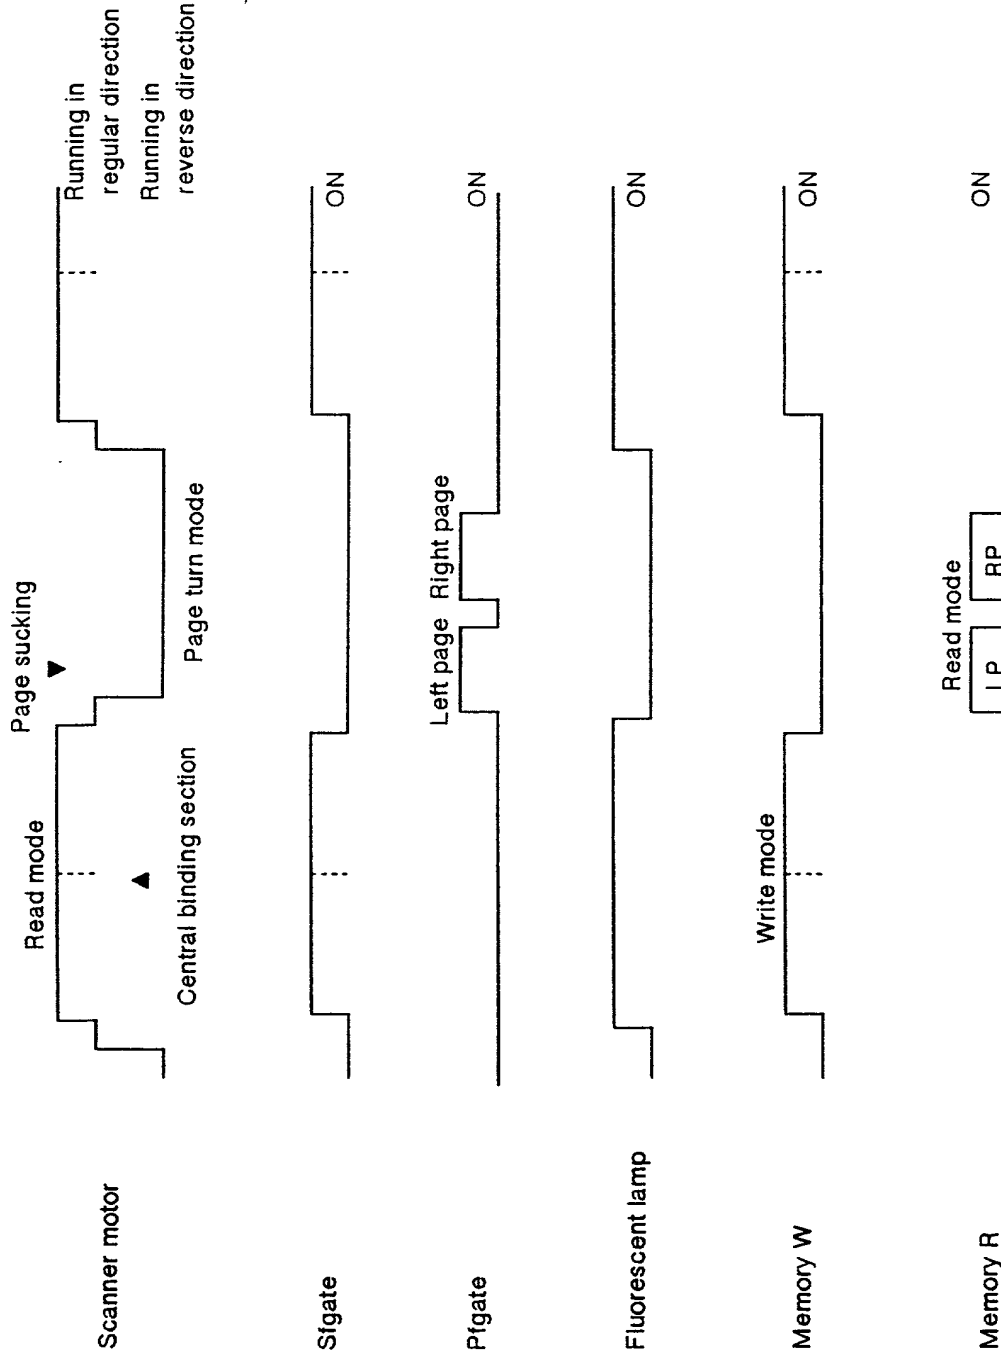 Scanner motor
Read mode
Page sucking
Central binding section
Page turn mode
Running in
regular direction
Running in
reverse direction
Sfgate
ON
Pfgate
Left page
Right page
ON
Fluorescent lamp
ON
Memory W
Write mode
ON
Memory R
Read mode
LP
RP
ON